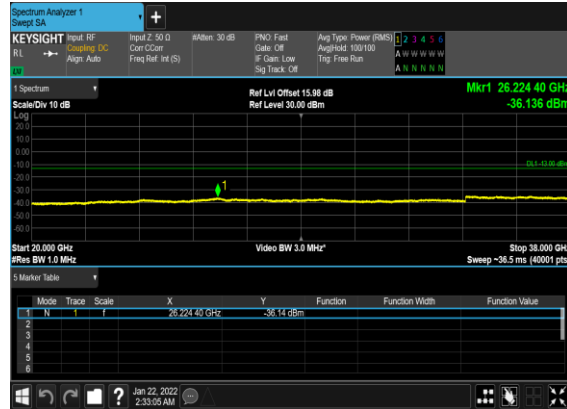 Spectrum Analyzer 1
Swept SA
+
KEYSIGHT Input: RF Input Z: 50 Ω #Atten: 30 dB PNO: Fast Avg Type: Power (RMS) 1 2 3 4 5 6
RL Coupling: DC Corr CCorr Gate: Off Avg|Hold: 100/100 A W W W W W
Align: Auto Freq Ref: Int (S) IF Gain: Low Trig: Free Run
Sig Track: Off A N N N N N
1 Spectrum Ref Lvl Offset 15.98 dB Mkr1 26.224 40 GHz
Scale/Div 10 dB Ref Level 30.00 dBm -36.136 dBm
Log
20.0
10.0
0.00
-10.0 DL1 -13.00 dBm
-20.0
-30.0 1
-40.0
-50.0
-60.0
Start 20.000 GHz Video BW 3.0 MHz* Stop 38.000 GHz
#Res BW 1.0 MHz Sweep ~36.5 ms (40001 pts)
5 Marker Table
Mode Trace Scale X Y Function Function Width Function Value
1 N 1 f 26.224 40 GHz -36.14 dBm
2
3
4
5
6
? Jan 22, 2022
2:33:05 AM